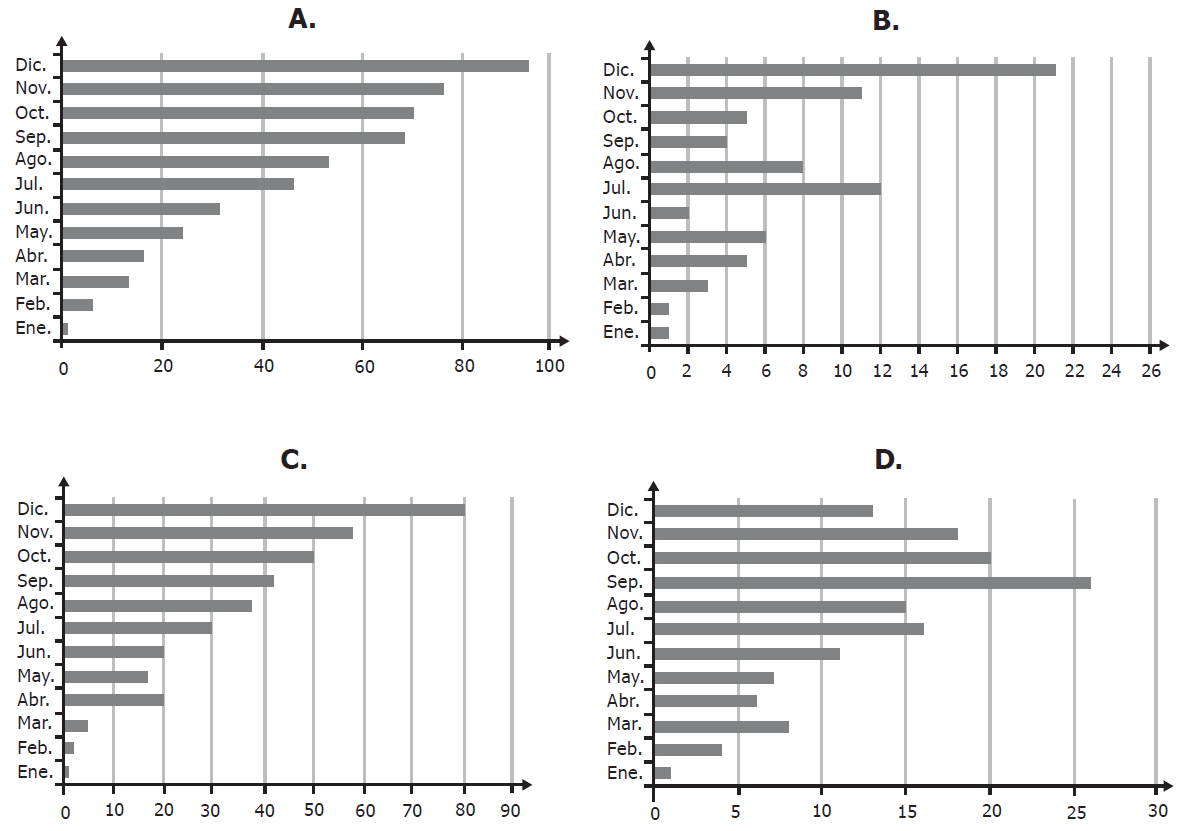 A.
Dic.
Nov.
Oct.
Sep.
Ago.
Jul.
Jun.
May.
Abr.
Mar.
Feb.
Ene.
0 20 40 60 80 100
B.
Dic.
Nov.
Oct.
Sep.
Ago.
Jul.
Jun.
May.
Abr.
Mar.
Feb.
Ene.
0 2 4 6 8 10 12 14 16 18 20 22 24 26
C.
Dic.
Nov.
Oct.
Sep.
Ago.
Jul.
Jun.
May.
Abr.
Mar.
Feb.
Ene.
0 10 20 30 40 50 60 70 80 90
D.
Dic.
Nov.
Oct.
Sep.
Ago.
Jul.
Jun.
May.
Abr.
Mar.
Feb.
Ene.
0 5 10 15 20 25 30